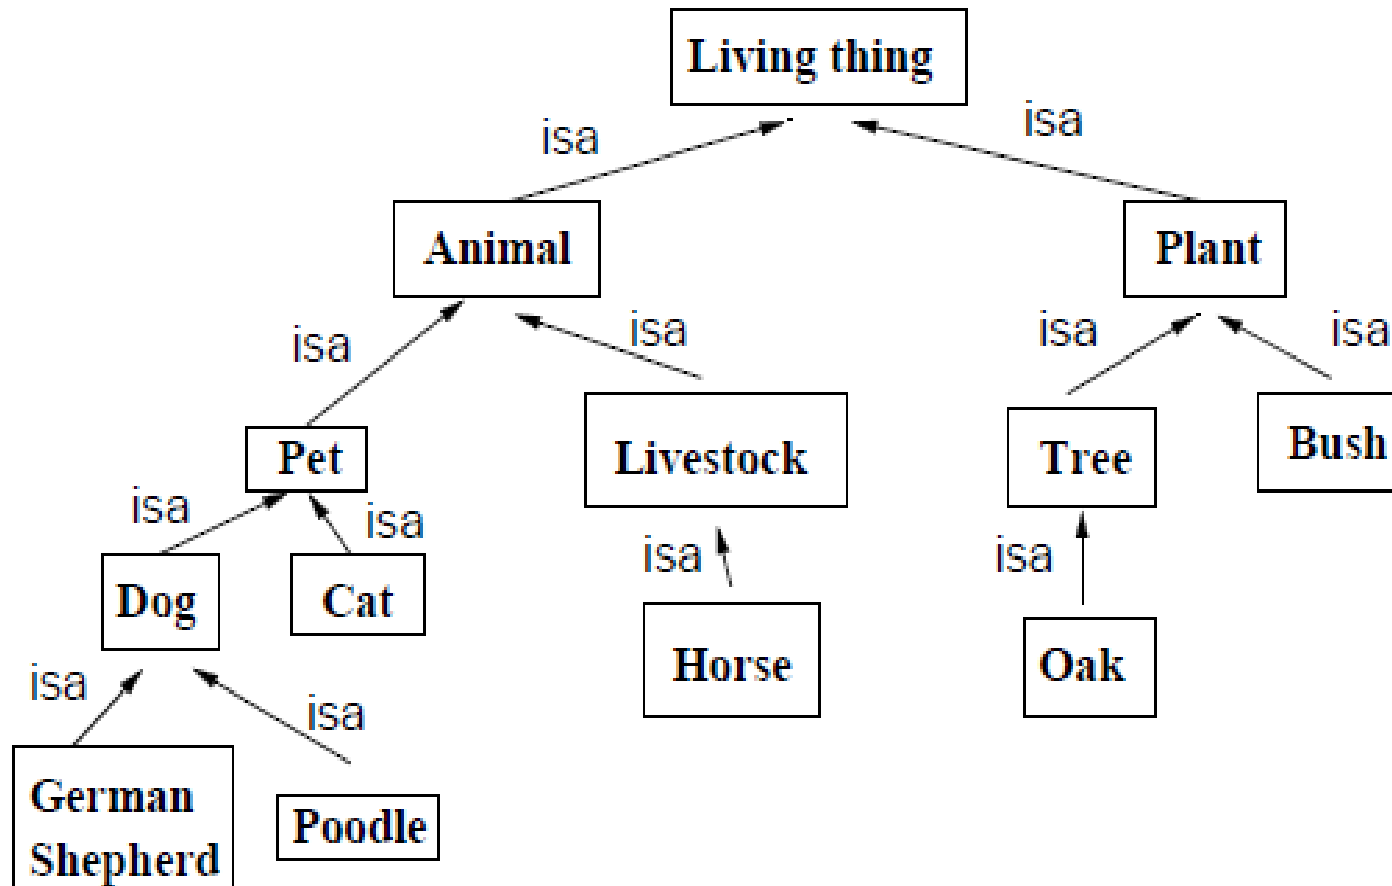 Living thing
isa
isa
Animal
Plant
isa
isa
isa
isa
Pet
Livestock
Tree
Bush
isa
isa
isa
isa
Dog
Cat
Horse
Oak
isa
isa
German
Shepherd
Poodle